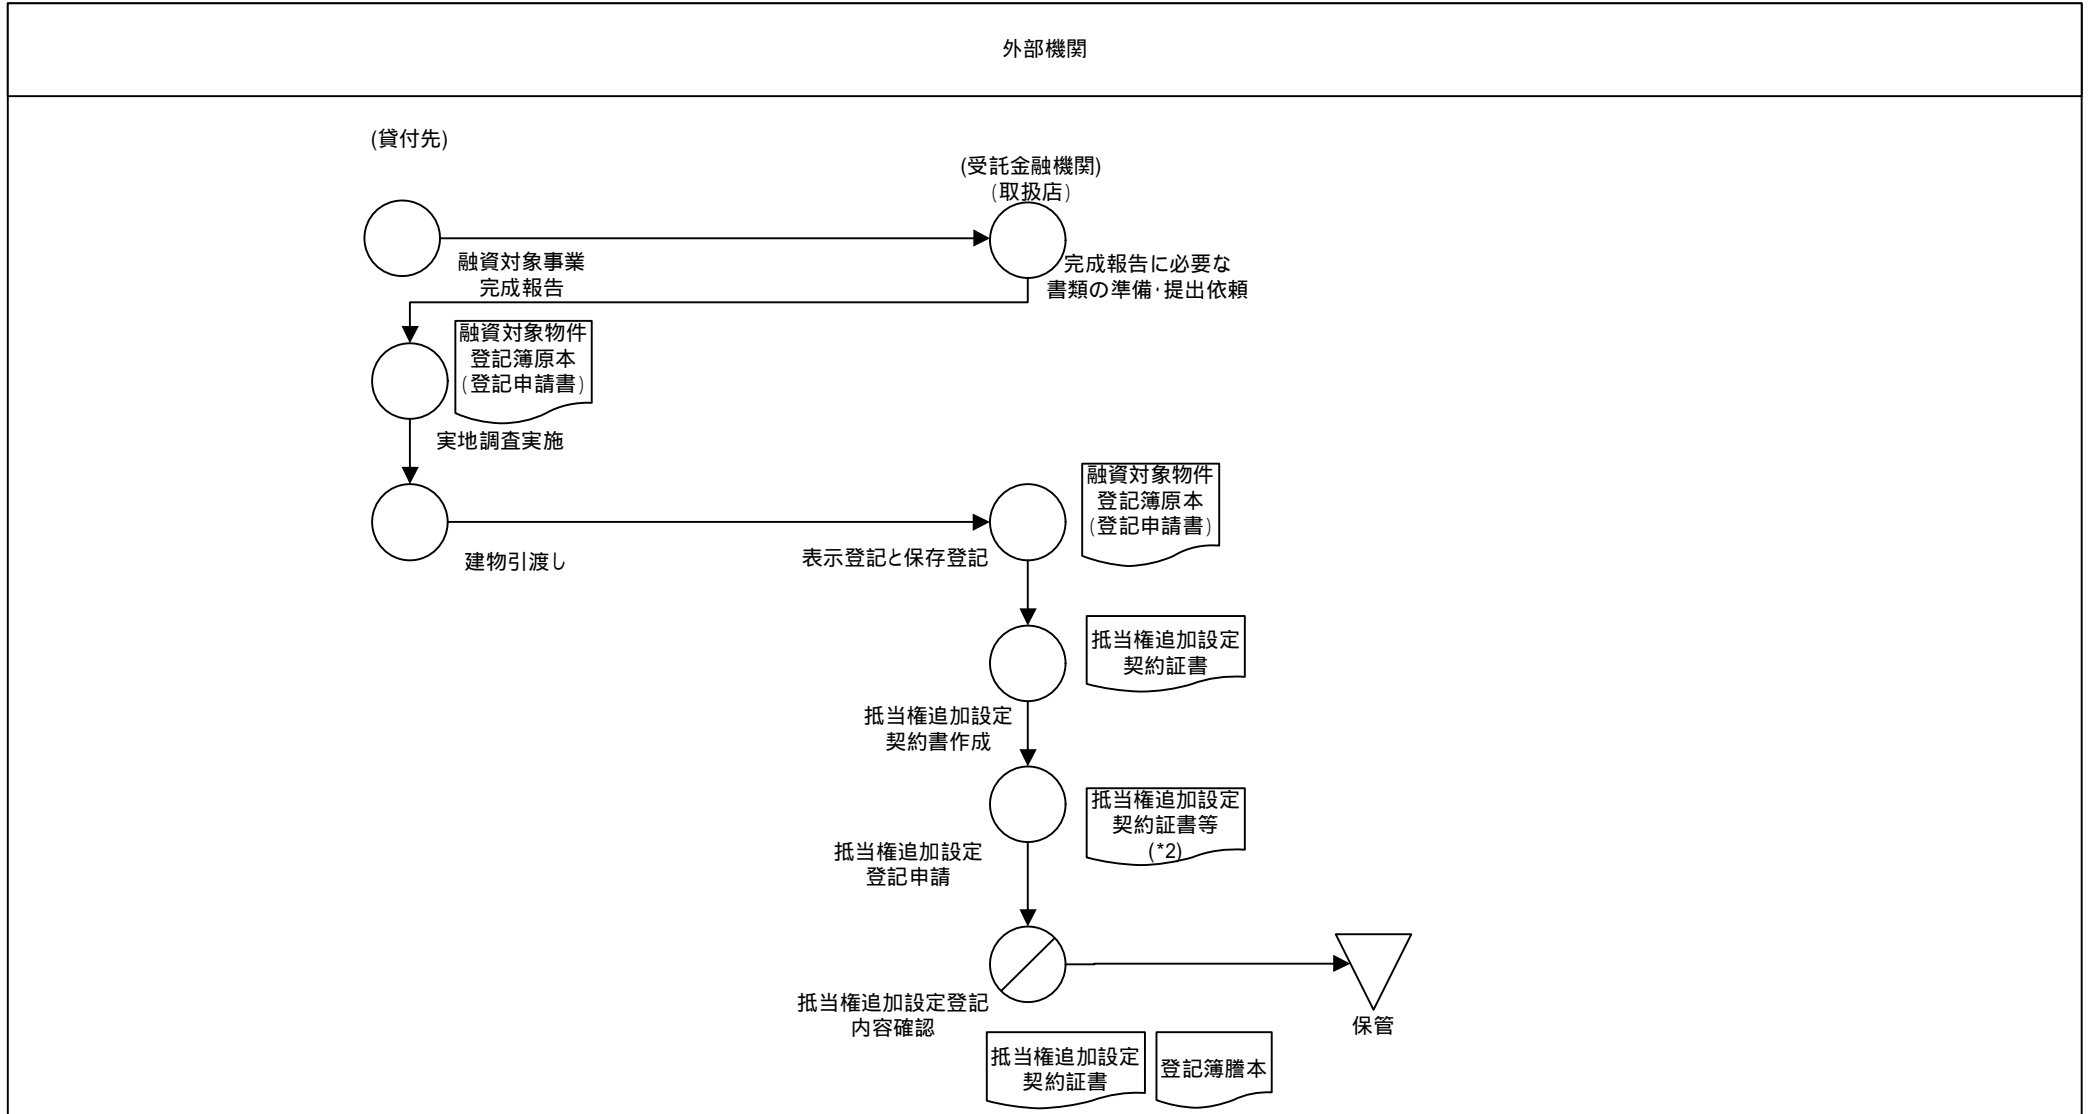 外部機関
(貸付先)
(受託金融機関)
(取扱店)
融資対象事業
完成報告
完成報告に必要な
書類の準備・提出依頼
融資対象物件
登記簿原本
(登記申請書)
実地調査実施
融資対象物件
登記簿原本
(登記申請書)
建物引渡し
表示登記と保存登記
抵当権追加設定
契約証書
抵当権追加設定
契約書作成
抵当権追加設定
契約証書等
(*2)
抵当権追加設定
登記申請
抵当権追加設定登記
内容確認
保管
抵当権追加設定
契約証書
登記簿謄本